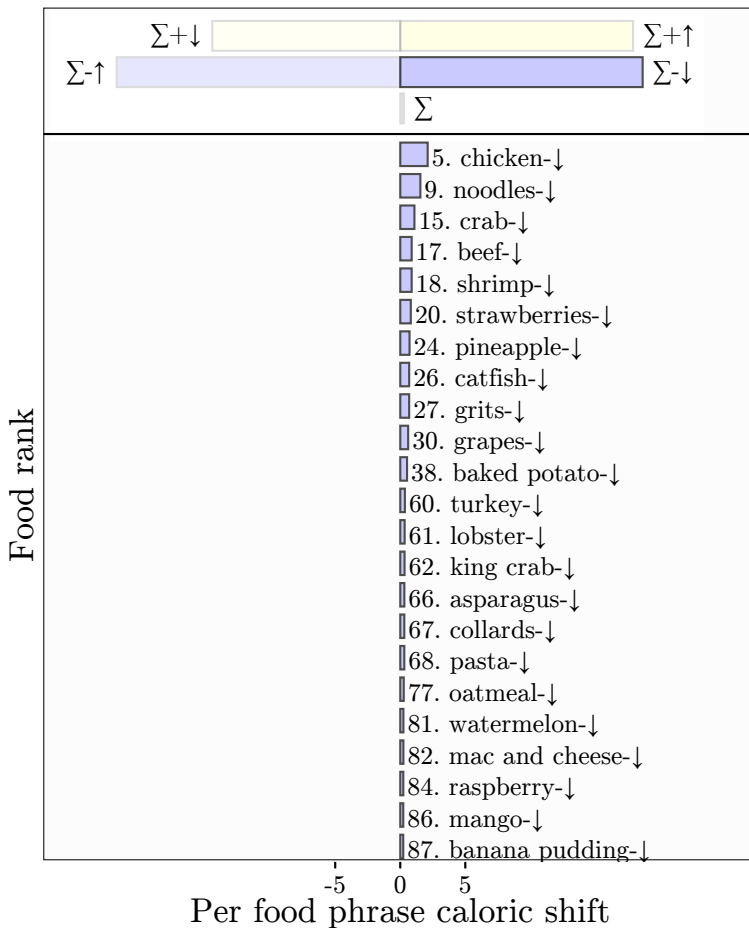 ∑+↓ ∑+↑
∑-↑ ∑-↓
∑
5. chicken-↓
9. noodles-↓
15. crab-↓
17. beef-↓
18. shrimp-↓
20. strawberries-↓
24. pineapple-↓
26. catfish-↓
27. grits-↓
30. grapes-↓
38. baked potato-↓
60. turkey-↓
61. lobster-↓
62. king crab-↓
66. asparagus-↓
67. collards-↓
68. pasta-↓
77. oatmeal-↓
81. watermelon-↓
82. mac and cheese-↓
84. raspberry-↓
86. mango-↓
87. banana pudding-↓
Food rank
-5 0 5
Per food phrase caloric shift